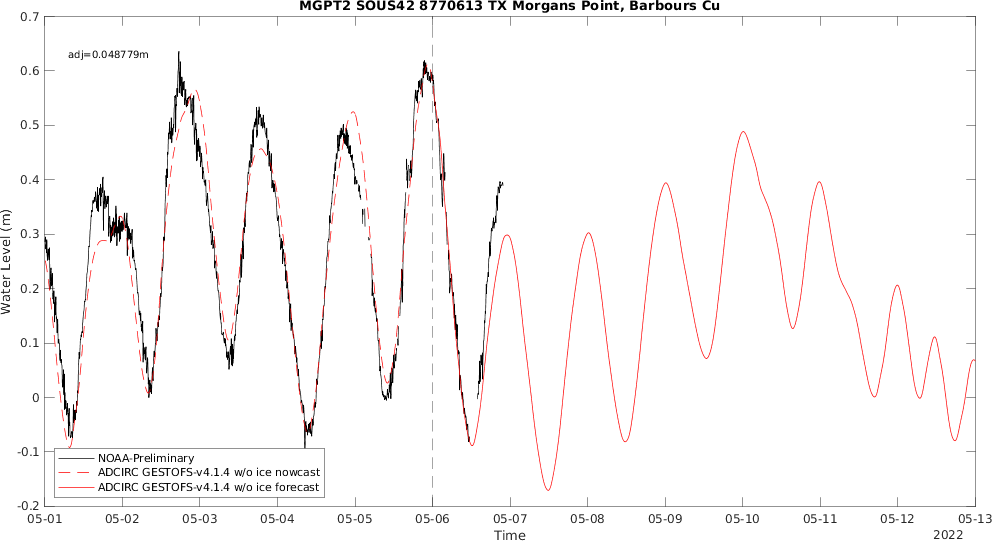 MGPT2 SOUS42 8770613 TX Morgans Point, Barbours Cu
adj=0.048779m
Water Level (m)
0.7
0.6
0.5
0.4
0.3
0.2
0.1
0
-0.1
-0.2
NOAA-Preliminary
ADCIRC GESTOFS-v4.1.4 w/o ice nowcast
ADCIRC GESTOFS-v4.1.4 w/o ice forecast
05-01 05-02 05-03 05-04 05-05 05-06 05-07 05-08 05-09 05-10 05-11 05-12 05-13
Time
2022